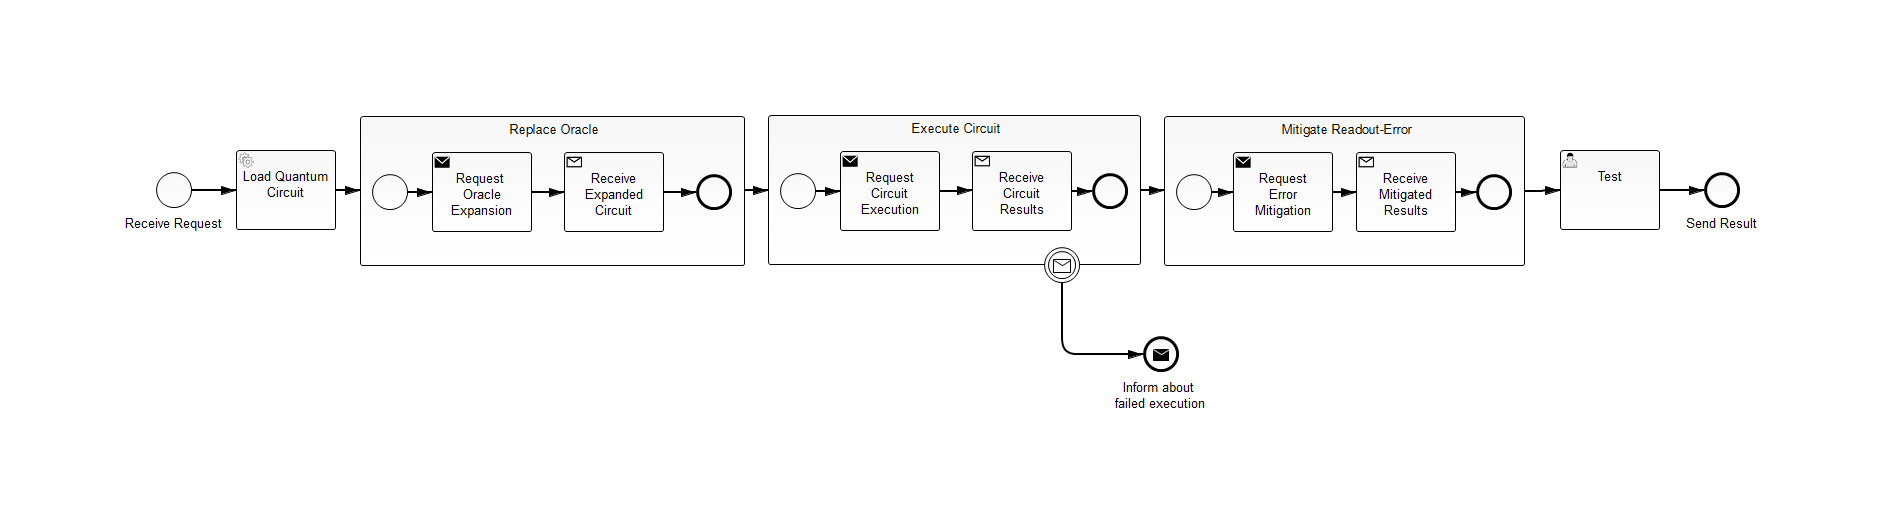 Receive Request
Load Quantum
Circuit
Replace Oracle
Request
Oracle
Expansion
Receive
Expanded
Circuit
Execute Circuit
Request
Circuit
Execution
Receive
Circuit
Results
Inform about
failed execution
Mitigate Readout-Error
Request
Error
Mitigation
Receive
Mitigated
Results
Test
Send Result